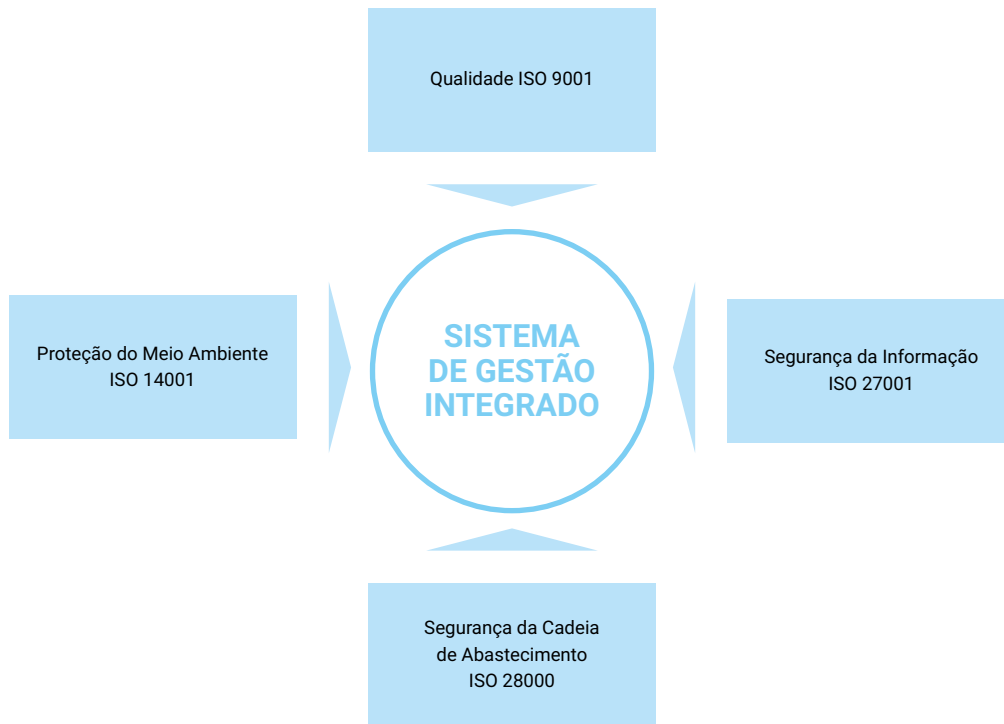 Qualidade ISO 9001
Proteção do Meio Ambiente
ISO 14001
SISTEMA
DE GESTÃO
INTEGRADO
Segurança da Informação
ISO 27001
Segurança da Cadeia
de Abastecimento
ISO 28000